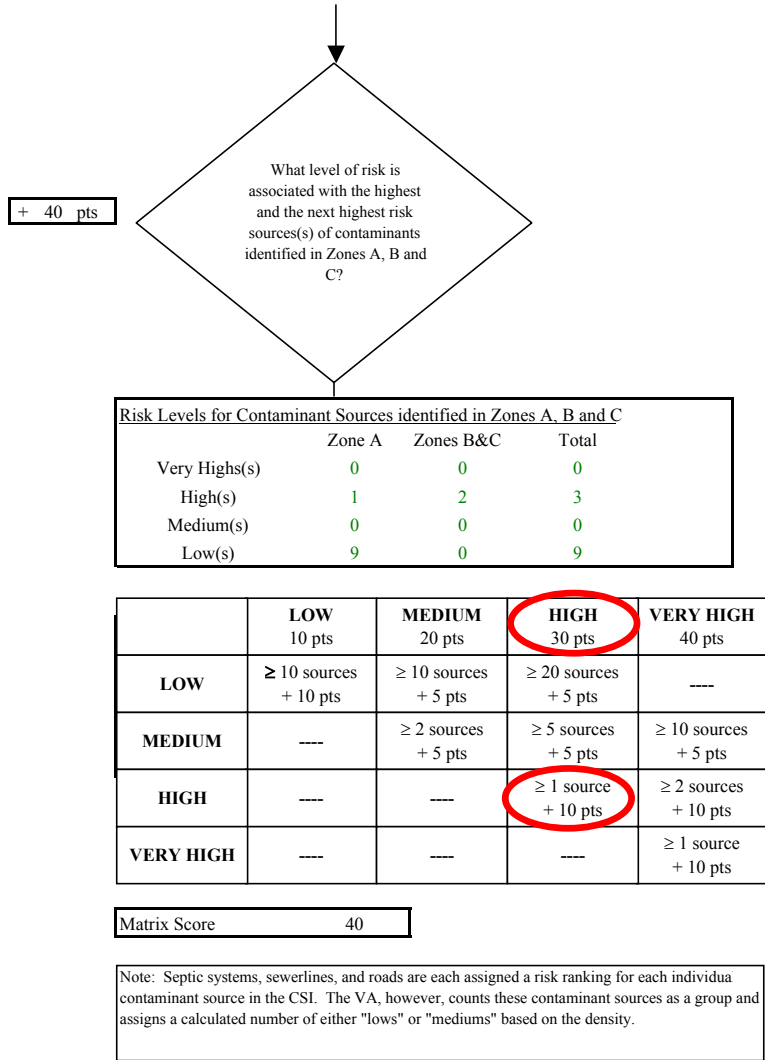 What level of risk is
associated with the highest
and the next highest risk
sources(s) of contaminants
identified in Zones A, B and
C?
+ 40 pts
Risk Levels for Contaminant Sources identified in Zones A, B and C
Zone A Zones B&C Total
Very Highs(s) 0 0 0
High(s) 1 2 3
Medium(s) 0 0 0
Low(s) 9 0 9
LOW MEDIUM HIGH VERY HIGH
10 pts 20 pts 30 pts 40 pts
LOW ≥ 10 sources + 10 pts ≥ 10 sources + 5 pts ≥ 20 sources + 5 pts ----
MEDIUM ---- ≥ 2 sources + 5 pts ≥ 5 sources + 5 pts ≥ 10 sources + 5 pts
HIGH ---- ---- ≥ 1 source + 10 pts ≥ 2 sources + 10 pts
VERY HIGH ---- ---- ---- ≥ 1 source + 10 pts
Matrix Score 40
Note: Septic systems, sewerlines, and roads are each assigned a risk ranking for each individua
contaminant source in the CSI. The VA, however, counts these contaminant sources as a group and
assigns a calculated number of either "lows" or "mediums" based on the density.